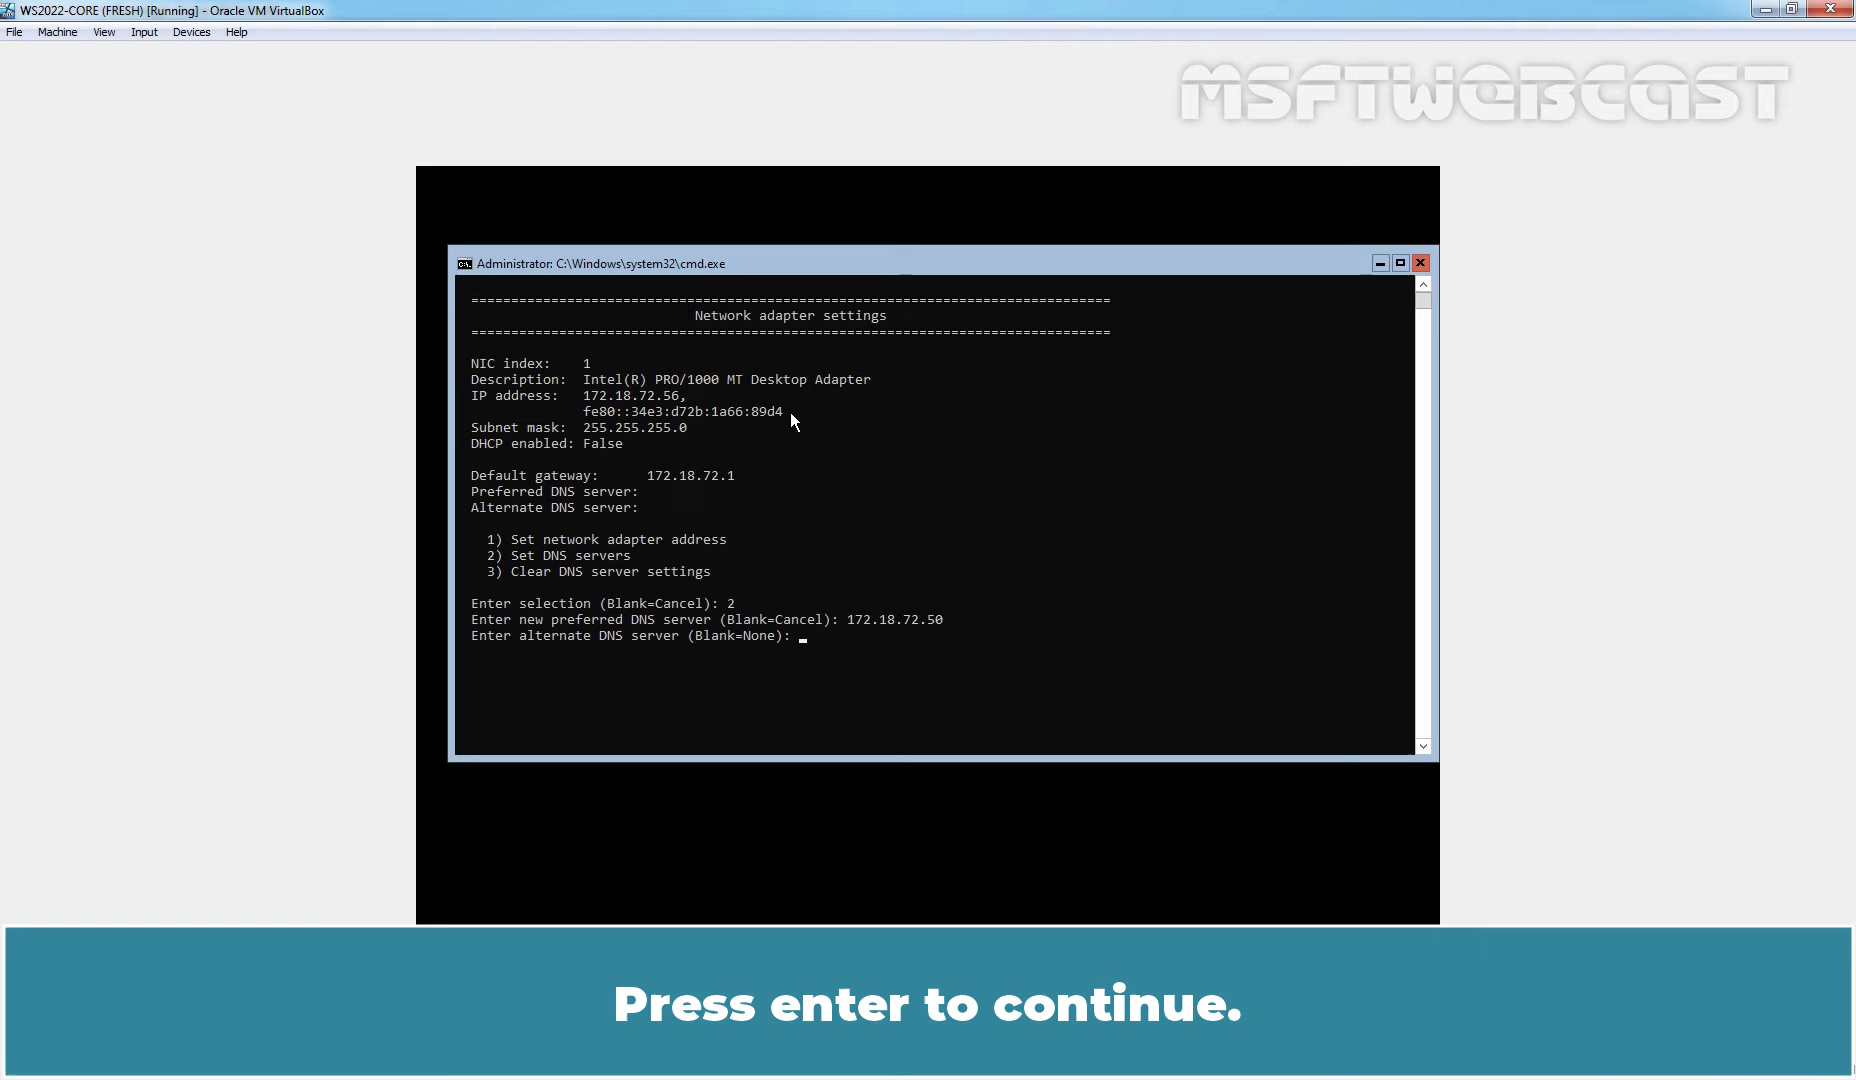 WS2022-CORE (FRESH) [Running] - Oracle VM VirtualBox
File Machine View Input Devices Help
MSFTWEBCAST
Administrator: C:\Windows\system32\cmd.exe
================================================================================
Network adapter settings
================================================================================
NIC index: 1
Description: Intel(R) PRO/1000 MT Desktop Adapter
IP address: 172.18.72.56,
fe80::34e3:d72b:1a66:89d4
Subnet mask: 255.255.255.0
DHCP enabled: False
Default gateway: 172.18.72.1
Preferred DNS server:
Alternate DNS server:
1) Set network adapter address
2) Set DNS servers
3) Clear DNS server settings
Enter selection (Blank=Cancel): 2
Enter new preferred DNS server (Blank=Cancel): 172.18.72.50
Enter alternate DNS server (Blank=None): _
Press enter to continue.